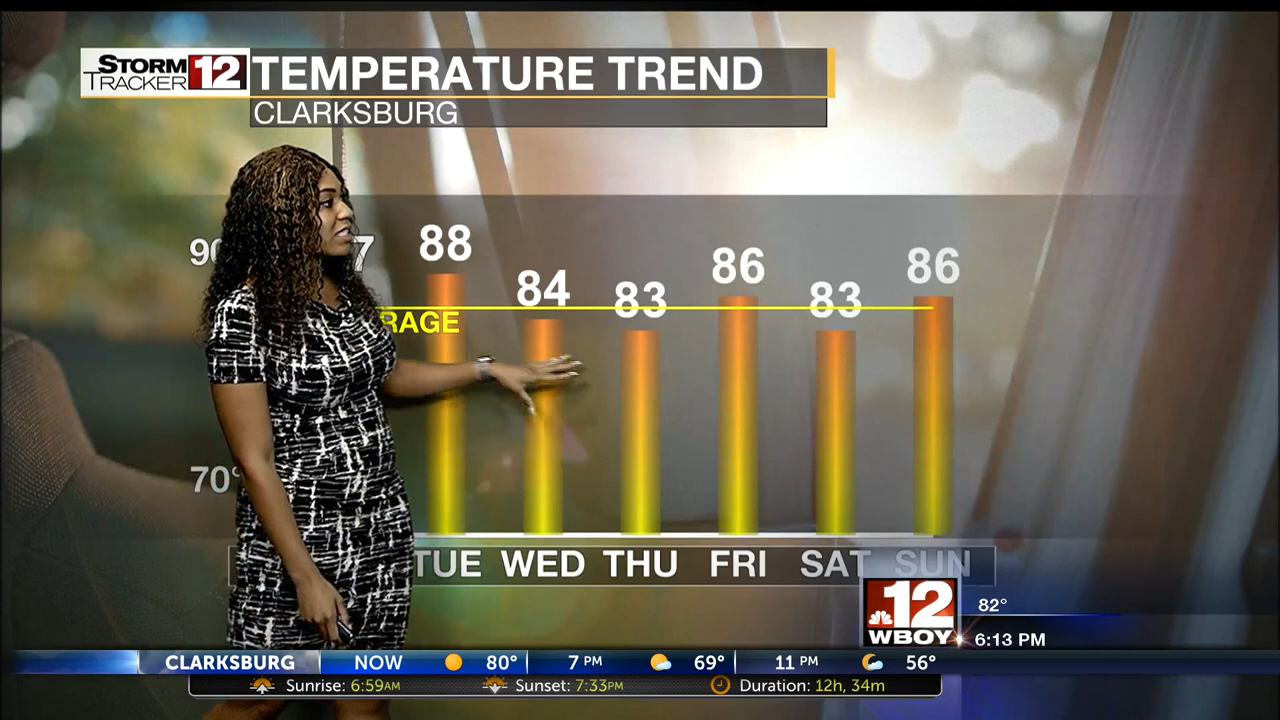 STORM TRACKER 12
TEMPERATURE TREND
CLARKSBURG
90
7
88
84
83
86
83
86
RAGE
70°
TUE WED THU FRI SAT SUN
12
WBOY
82°
6:13 PM
CLARKSBURG NOW 80° 7 PM 69° 11 PM 56°
Sunrise: 6:59AM Sunset: 7:33PM Duration: 12h, 34m